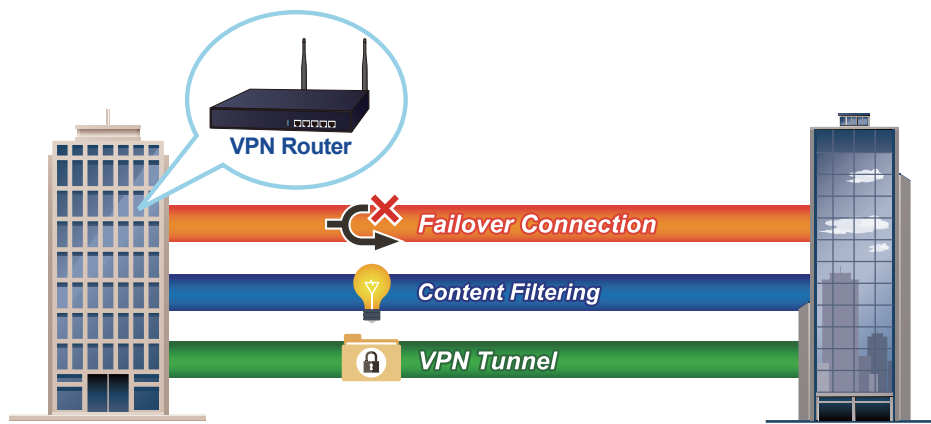 VPN Router
Failover Connection
Content Filtering
VPN Tunnel